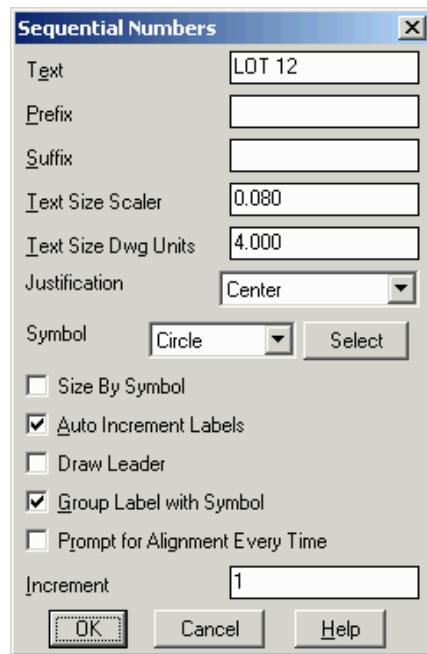 Sequential Numbers
Text LOT 12
Prefix
Suffix
Text Size Scaler 0.080
Text Size Dwg Units 4.000
Justification Center
Symbol Circle Select
Size By Symbol
Auto Increment Labels
Draw Leader
Group Label with Symbol
Prompt for Alignment Every Time
Increment 1
OK Cancel Help